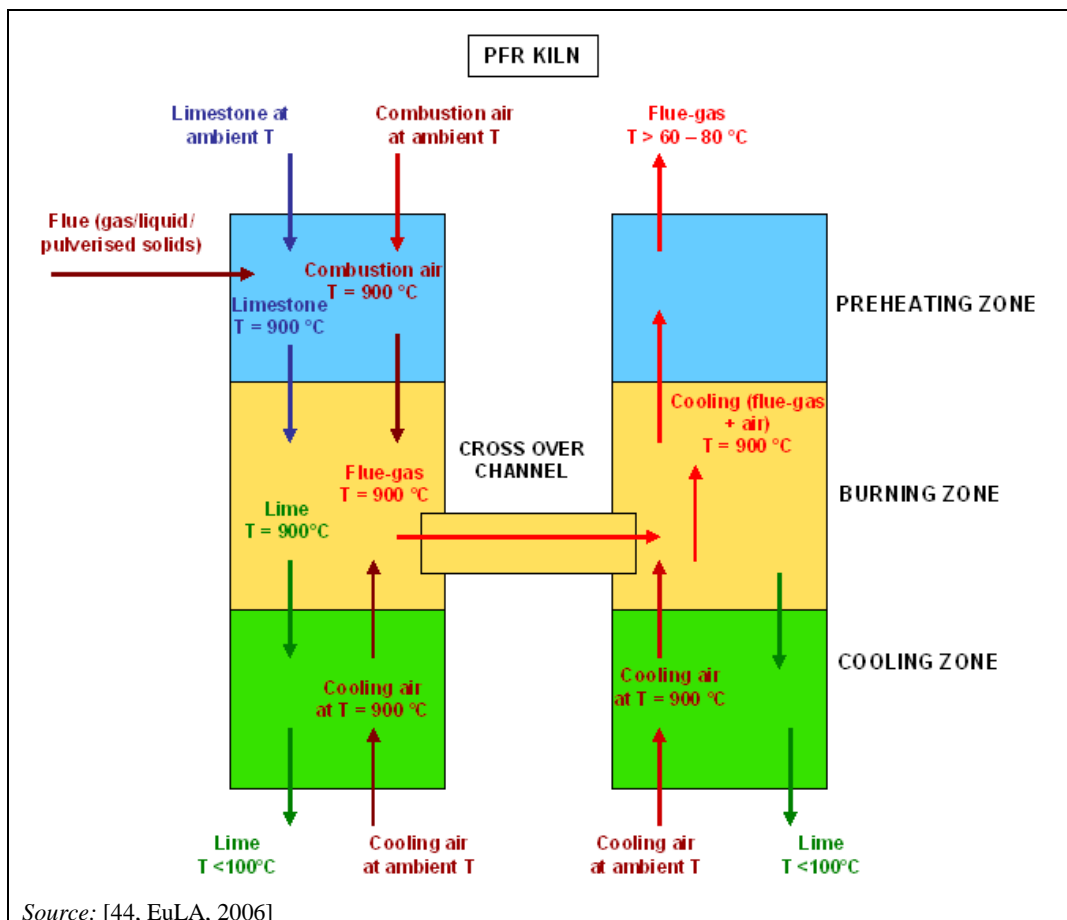 PFR KILN
Limestone at
ambient T
Combustion air
at ambient T
Flue-gas
T > 60 – 80 °C
Flue (gas/liquid/
pulverised solids)
Combustion air
T = 900 °C
Limestone
T = 900 °C
PREHEATING ZONE
Cooling (flue-gas
+ air)
T = 900 °C
CROSS OVER
CHANNEL
Flue-gas
T = 900 °C
Lime
T = 900°C
BURNING ZONE
COOLING ZONE
Cooling air
at T = 900 °C
Cooling air
at T = 900 °C
Lime
T <100°C
Cooling air
at ambient T
Cooling air
at ambient T
Lime
T <100°C
Source: [44, EuLA, 2006]